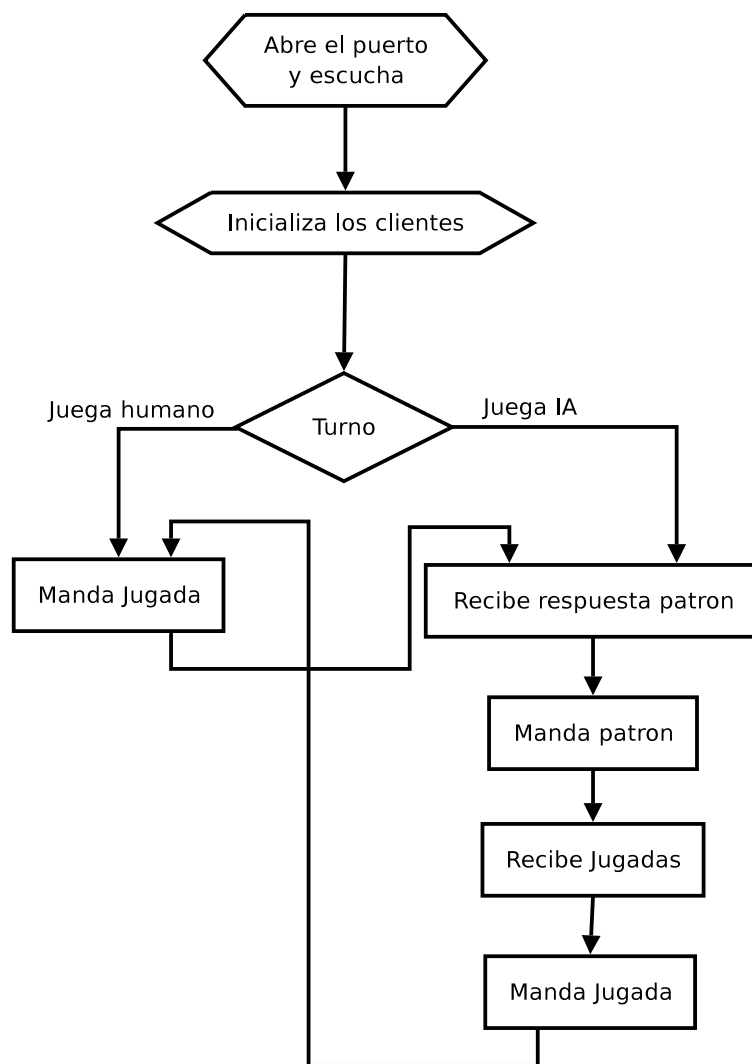 Abre el puerto
y escucha
Inicializa los clientes
Juega humano
Turno
Juega IA
Manda Jugada
Recibe respuesta patron
Manda patron
Recibe Jugadas
Manda Jugada